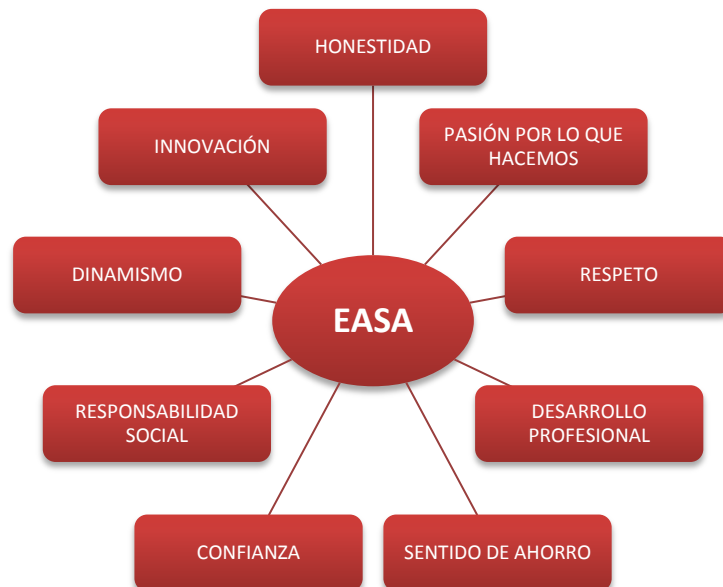 HONESTIDAD
INNOVACIÓN
PASIÓN POR LO QUE
HACEMOS
DINAMISMO
RESPETO
EASA
RESPONSABILIDAD
SOCIAL
DESARROLLO
PROFESIONAL
CONFIANZA
SENTIDO DE AHORRO